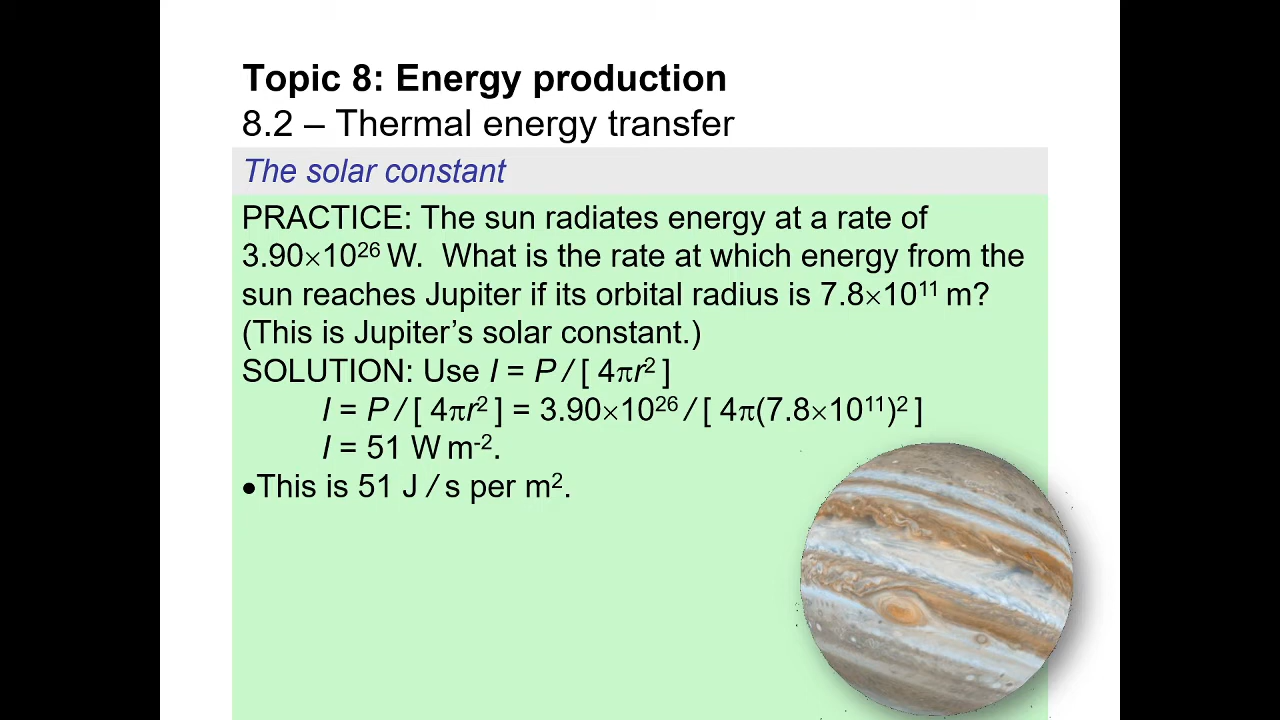 Topic 8: Energy production
8.2 – Thermal energy transfer
The solar constant
PRACTICE: The sun radiates energy at a rate of
3.90×10²⁶ W.  What is the rate at which energy from the
sun reaches Jupiter if its orbital radius is 7.8×10¹¹ m?
(This is Jupiter’s solar constant.)
SOLUTION: Use I = P / [ 4πr² ]
I = P / [ 4πr² ] = 3.90×10²⁶ / [ 4π(7.8×10¹¹)² ]
I = 51 W m⁻².
•This is 51 J / s per m².